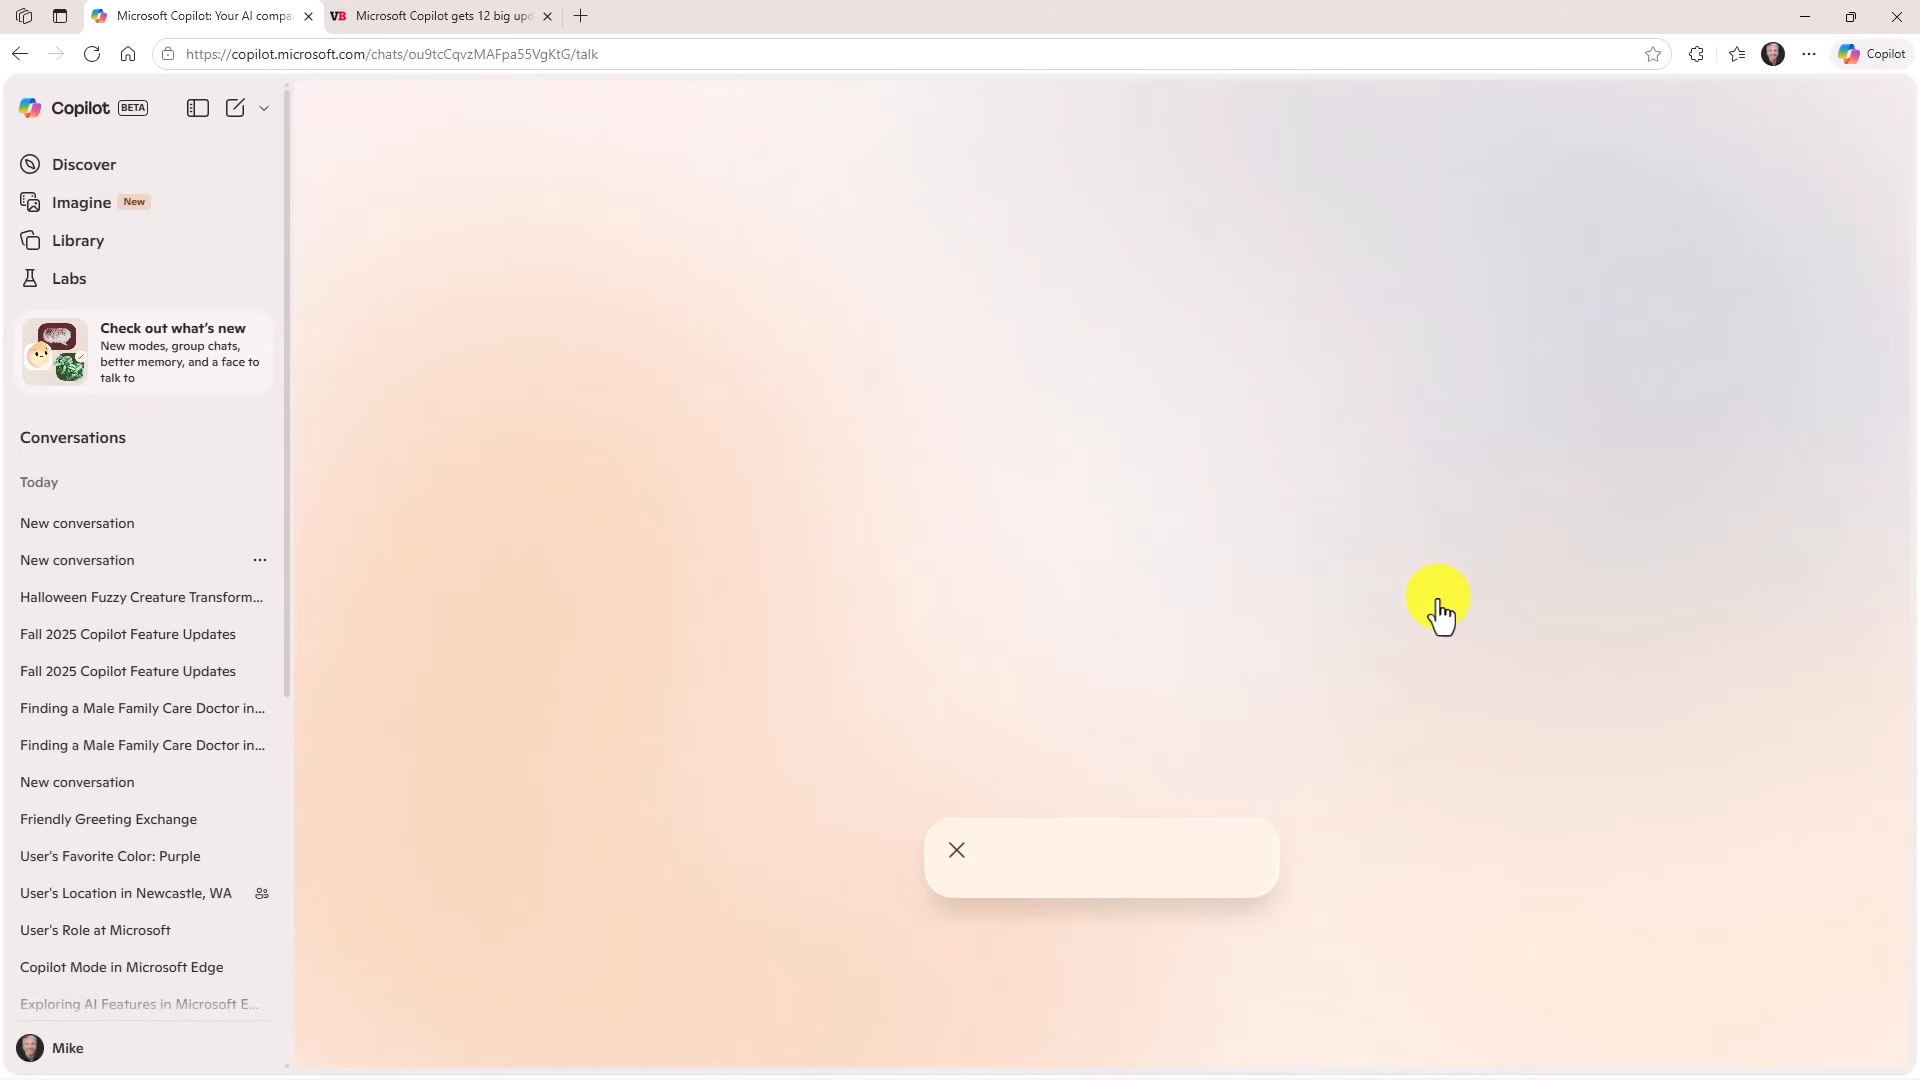 Microsoft Copilot: Your AI compa
Microsoft Copilot gets 12 big upd
https://copilot.microsoft.com/chats/ou9tcCqvzMAFpa55VgKtG/talk
Copilot
Copilot BETA
Discover
Imagine New
Library
Labs
Check out what's new
New modes, group chats,
better memory, and a face to
talk to
Conversations
Today
New conversation
New conversation
Halloween Fuzzy Creature Transform...
Fall 2025 Copilot Feature Updates
Fall 2025 Copilot Feature Updates
Finding a Male Family Care Doctor in...
Finding a Male Family Care Doctor in...
New conversation
Friendly Greeting Exchange
User's Favorite Color: Purple
User's Location in Newcastle, WA
User's Role at Microsoft
Copilot Mode in Microsoft Edge
Exploring AI Features in Microsoft E...
Mike